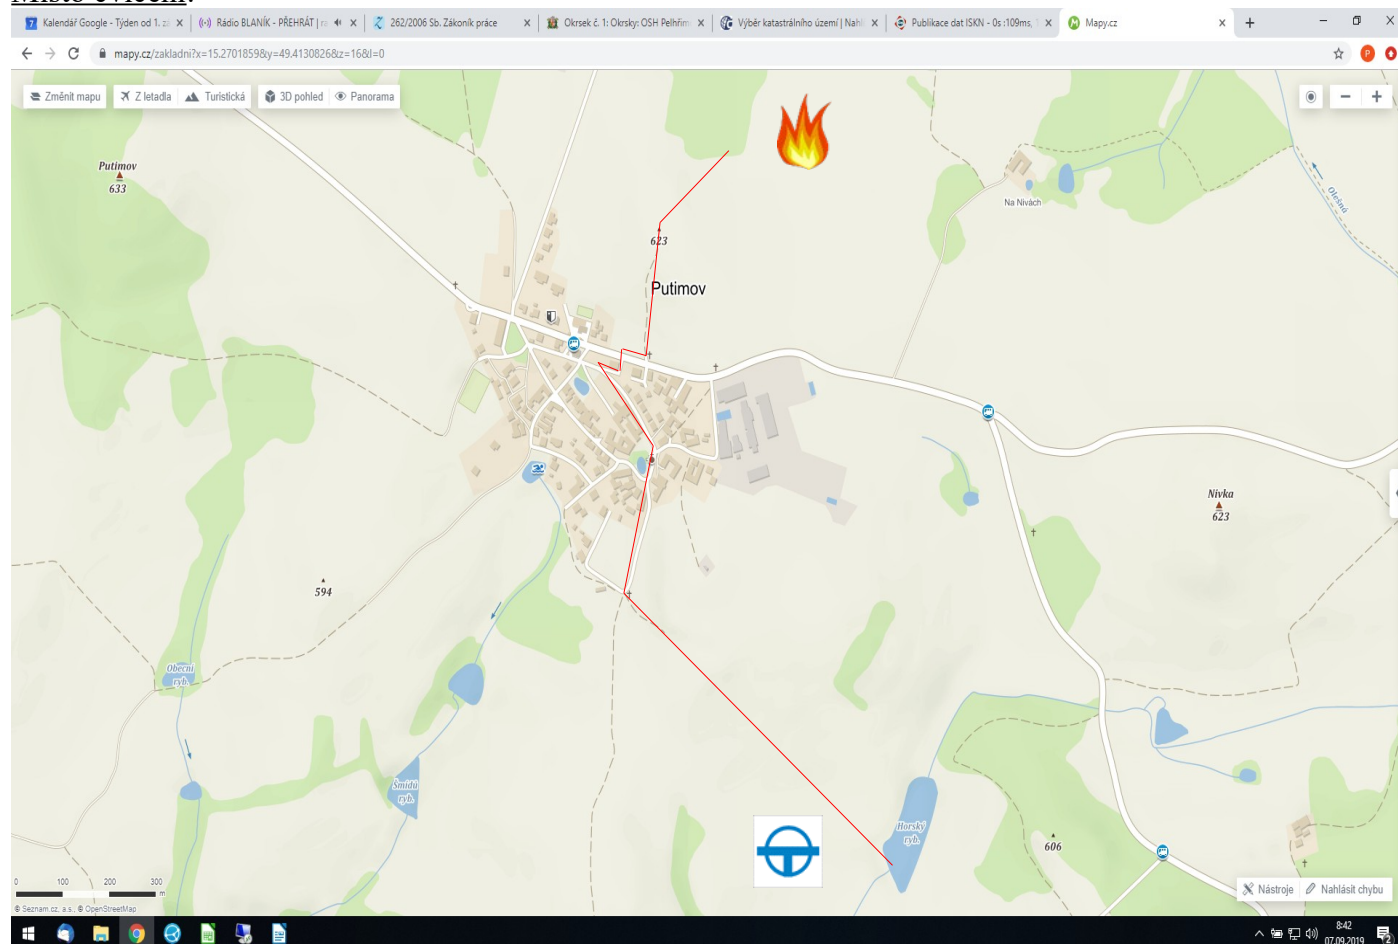 Místo cvičení:
Kalendář Google - Týden od 1. zá
Rádio BLANÍK - PŘEHRÁT | ra
262/2006 Sb. Zákoník práce
Okrsek č. 1: Okrsky: OSH Pelhřim
Výběr katastrálního území | Nahlí
Publikace dat ISKN - 0s :109ms,
Mapy.cz
mapy.cz/zakladni?x=15.2701859&y=49.4130826&z=16&l=0
P
Změnit mapu
Z letadla
Turistická
3D pohled
Panorama
Putimov
633
Na Nivách
Olešná
623
Putimov
Nivka
623
594
Obecní
ryb.
Šmídů
ryb.
Horský
ryb.
606
0 100 200 300
m
© Seznam.cz, a.s., © OpenStreetMap
Nástroje
Nahlásit chybu
8:42
07.09.2019